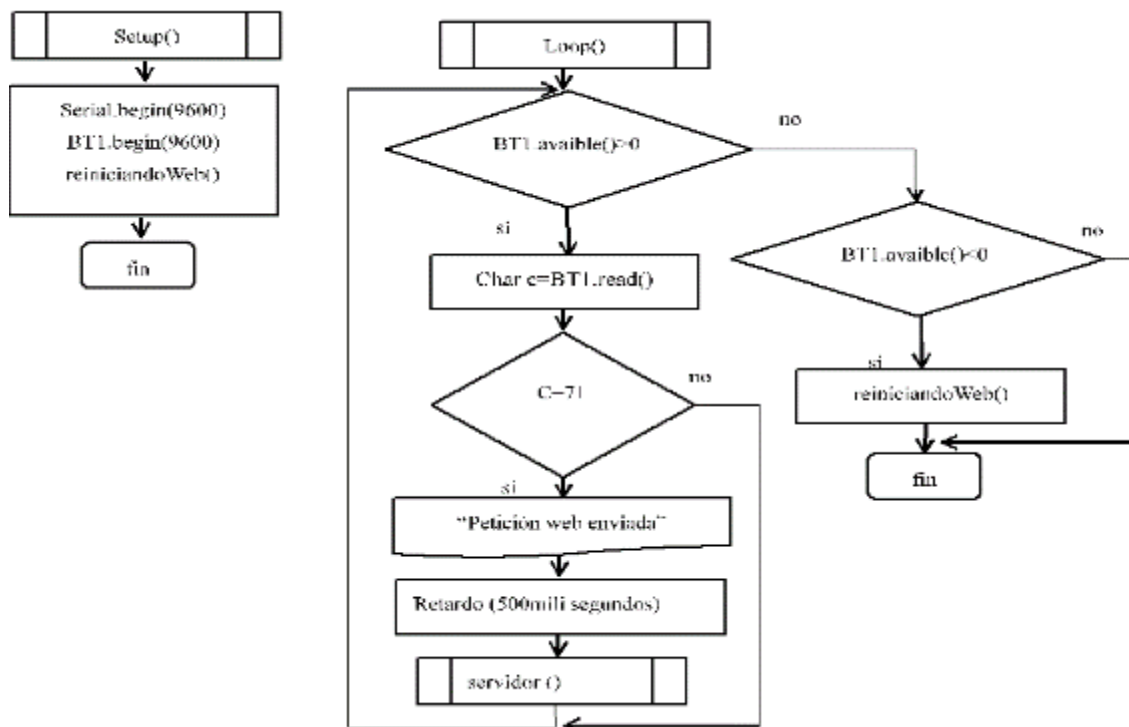 Setup()
Serial.begin(9600)
BT1.begin(9600)
reiniciandoWeb()
fin
Loop()
BT1.avaible()>0
no
si
Char c=BT1.read()
C=71
no
si
“Petición web enviada”
Retardo (500mili segundos)
servidor ()
BT1.avaible()<0
no
si
reiniciandoWeb()
fin